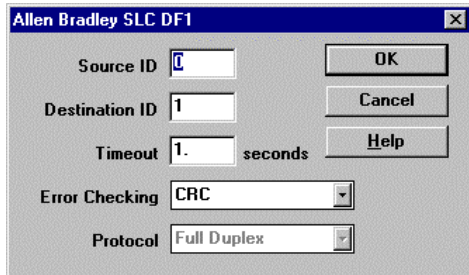 Allen Bradley SLC DF1
Source ID 0 OK
Destination ID 1 Cancel
Timeout 1. seconds Help
Error Checking CRC
Protocol Full Duplex